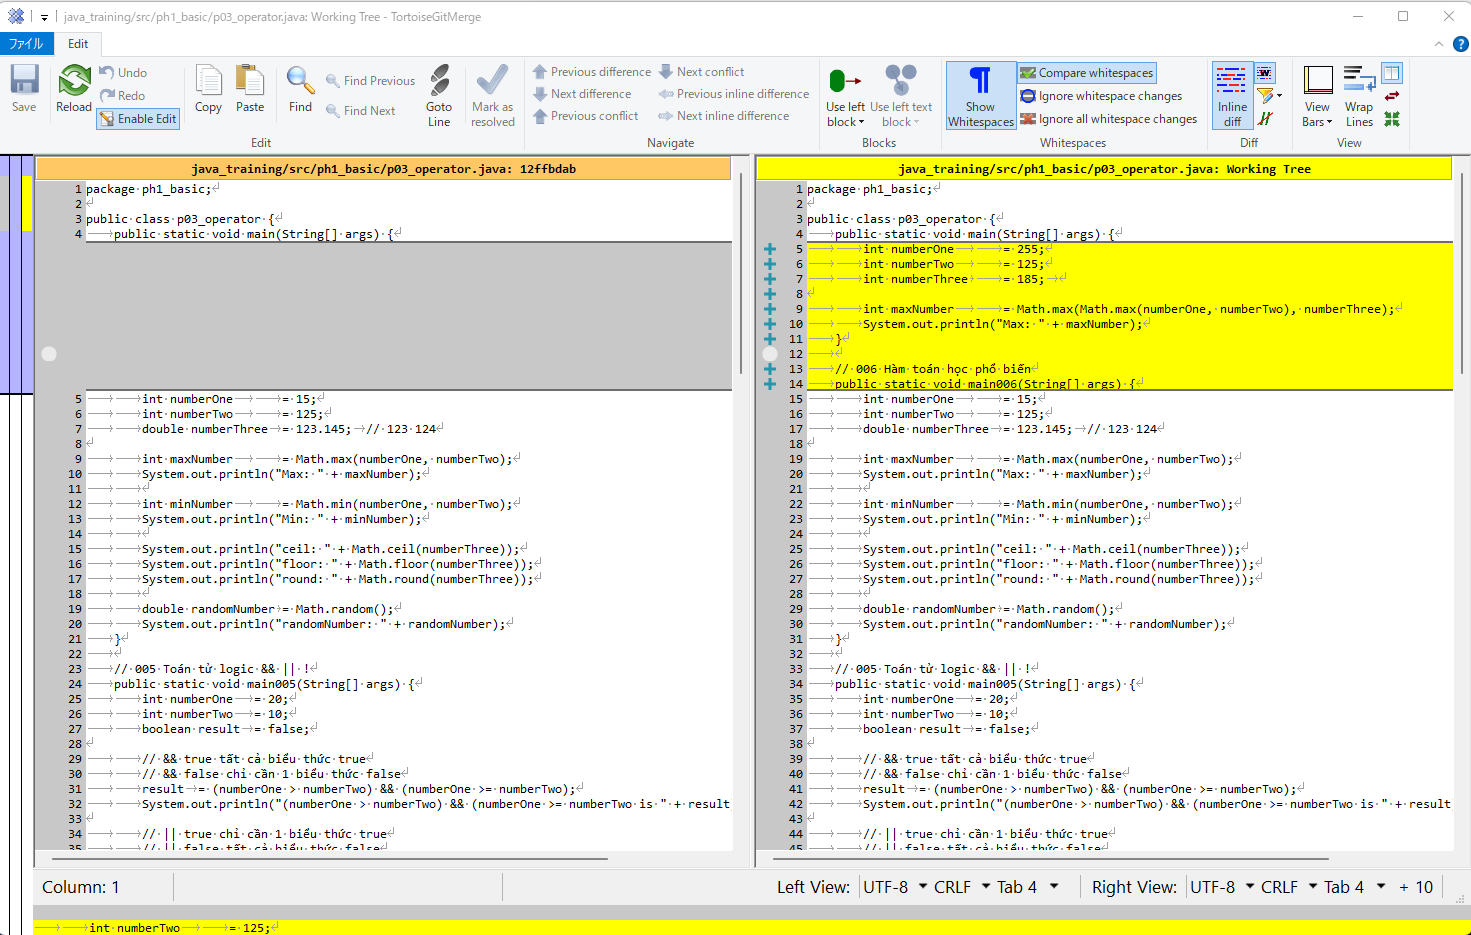 java_training/src/ph1_basic/p03_operator.java: Working Tree - TortoiseGitMerge
ファイル
Edit
Save
Reload
Undo
Redo
Enable Edit
Copy
Paste
Find
Find Previous
Find Next
Goto Line
Mark as resolved
Edit
Previous difference
Next difference
Previous conflict
Next conflict
Previous inline difference
Next inline difference
Navigate
Use left block
Use left text block
Blocks
Show Whitespaces
Compare whitespaces
Ignore whitespace changes
Ignore all whitespace changes
Whitespaces
Inline diff
Diff
View Bars
Wrap Lines
View
java_training/src/ph1_basic/p03_operator.java: 12ffbdab
1 package ph1_basic;
2
3 public class p03_operator {
4 public static void main(String[] args) {
5 int numberOne = 15;
6 int numberTwo = 125;
7 double numberThree = 123.145; // 123 124
8
9 int maxNumber = Math.max(numberOne, numberTwo);
10 System.out.println("Max: " + maxNumber);
11
12 int minNumber = Math.min(numberOne, numberTwo);
13 System.out.println("Min: " + minNumber);
14
15 System.out.println("ceil: " + Math.ceil(numberThree));
16 System.out.println("floor: " + Math.floor(numberThree));
17 System.out.println("round: " + Math.round(numberThree));
18
19 double randomNumber = Math.random();
20 System.out.println("randomNumber: " + randomNumber);
21 }
22
23 // 005 Toán tử logic && || !
24 public static void main005(String[] args) {
25 int numberOne = 20;
26 int numberTwo = 10;
27 boolean result = false;
28
29 // && true tất cả biểu thức true
30 // && false chỉ cần 1 biểu thức false
31 result = (numberOne > numberTwo) && (numberOne >= numberTwo);
32 System.out.println("(numberOne > numberTwo) && (numberOne >= numberTwo is " + result
33
34 // || true chỉ cần 1 biểu thức true
35 // || false tất cả biểu thức false
java_training/src/ph1_basic/p03_operator.java: Working Tree
1 package ph1_basic;
2
3 public class p03_operator {
4 public static void main(String[] args) {
5 int numberOne = 255;
6 int numberTwo = 125;
7 int numberThree = 185;
8
9 int maxNumber = Math.max(Math.max(numberOne, numberTwo), numberThree);
10 System.out.println("Max: " + maxNumber);
11 }
12
13 // 006 Hàm toán học phổ biến
14 public static void main006(String[] args) {
15 int numberOne = 15;
16 int numberTwo = 125;
17 double numberThree = 123.145; // 123 124
18
19 int maxNumber = Math.max(numberOne, numberTwo);
20 System.out.println("Max: " + maxNumber);
21
22 int minNumber = Math.min(numberOne, numberTwo);
23 System.out.println("Min: " + minNumber);
24
25 System.out.println("ceil: " + Math.ceil(numberThree));
26 System.out.println("floor: " + Math.floor(numberThree));
27 System.out.println("round: " + Math.round(numberThree));
28
29 double randomNumber = Math.random();
30 System.out.println("randomNumber: " + randomNumber);
31 }
32
33 // 005 Toán tử logic && || !
34 public static void main005(String[] args) {
35 int numberOne = 20;
36 int numberTwo = 10;
37 boolean result = false;
38
39 // && true tất cả biểu thức true
40 // && false chỉ cần 1 biểu thức false
41 result = (numberOne > numberTwo) && (numberOne >= numberTwo);
42 System.out.println("(numberOne > numberTwo) && (numberOne >= numberTwo is " + result
43
44 // || true chỉ cần 1 biểu thức true
45 // || false tất cả biểu thức false
Column: 1
Left View: UTF-8 CRLF Tab 4
Right View: UTF-8 CRLF Tab 4 + 10
int numberTwo = 125;